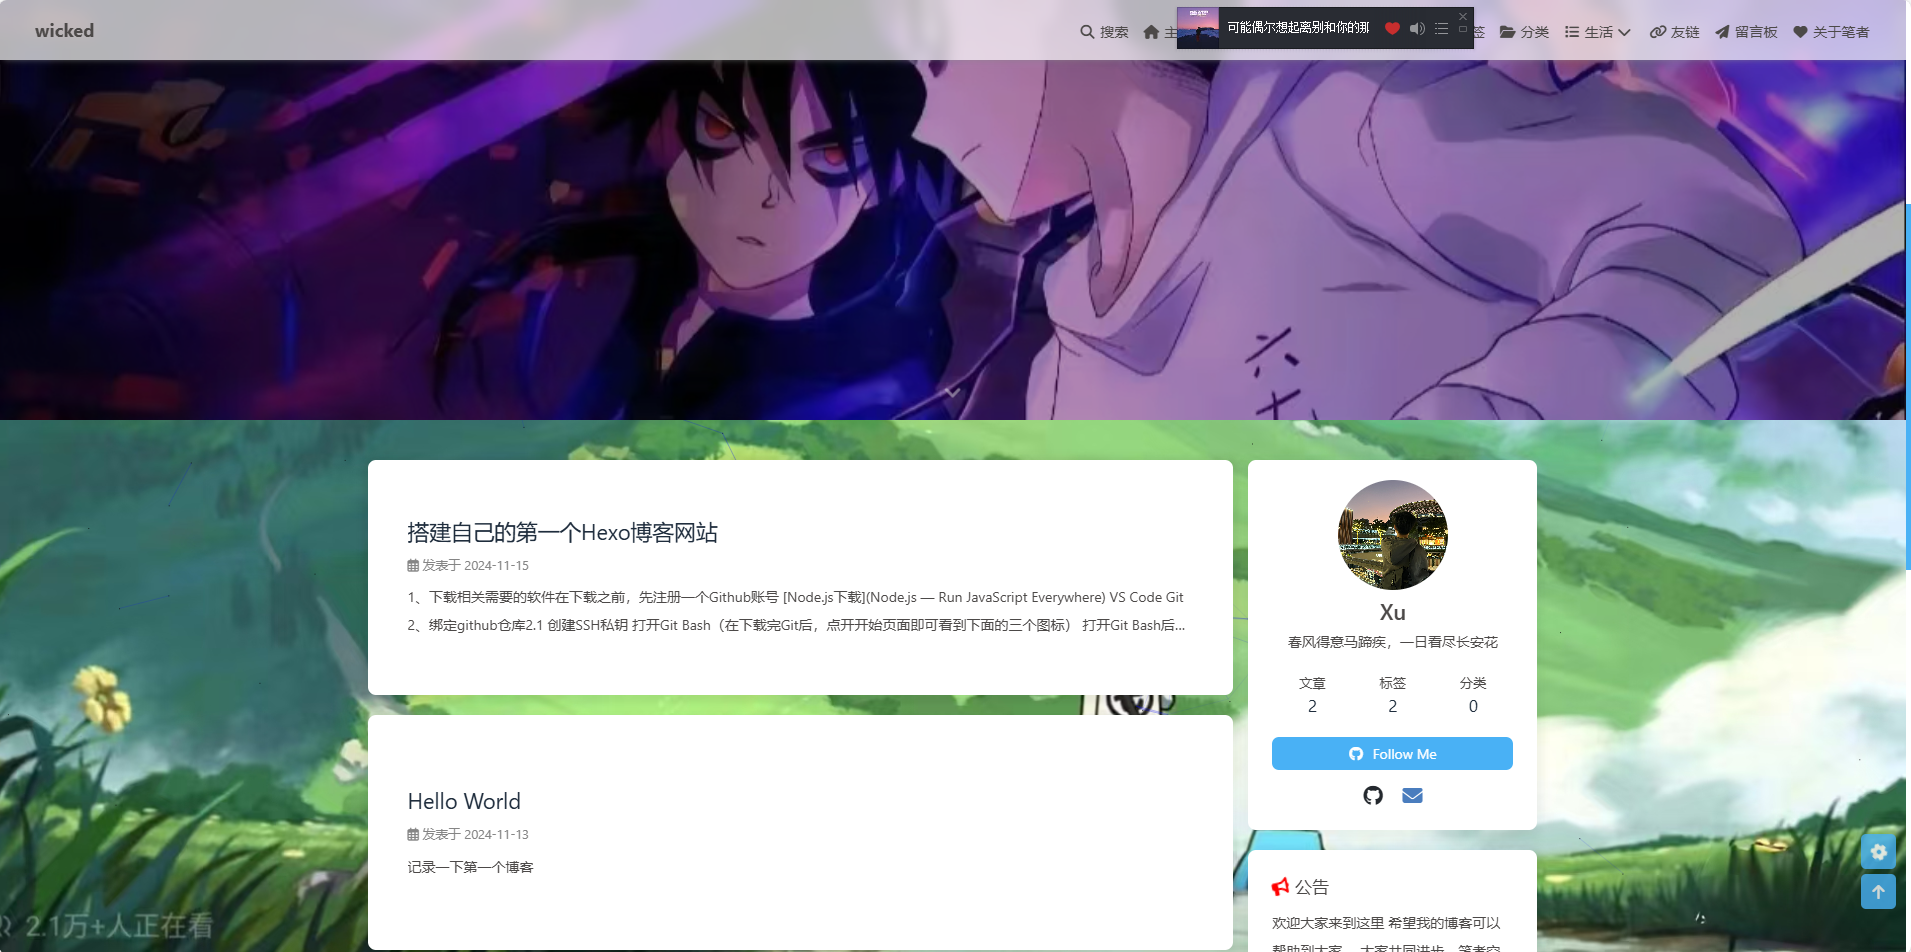 wicked
搜索
主
可能偶尔想起离别和你的那
签
分类
生活
友链
留言板
关于笔者
六
十
搭建自己的第一个Hexo博客网站
发表于 2024-11-15
1、下载相关需要的软件在下载之前，先注册一个Github账号 [Node.js下载](Node.js — Run JavaScript Everywhere) VS Code Git
2、绑定github仓库2.1 创建SSH私钥 打开Git Bash（在下载完Git后，点开开始页面即可看到下面的三个图标） 打开Git Bash后...
Xu
春风得意马蹄疾，一日看尽长安花
文章 标签 分类
2 2 0
Follow Me
Hello World
发表于 2024-11-13
记录一下第一个博客
公告
欢迎大家来到这里 希望我的博客可以
帮助到大家
2.1万+人正在看